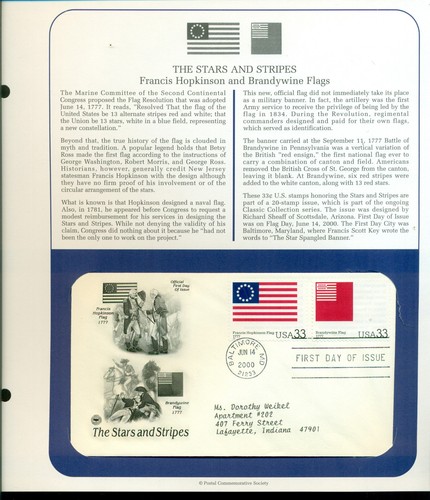 THE STARS AND STRIPES
Francis Hopkinson and Brandywine Flags
The Marine Committee of the Second Continental
Congress proposed the Flag Resolution that was adopted
June 14, 1777. It reads, "Resolved That the flag of the
United States be 13 alternate stripes red and white; that
the Union be 13 stars, white in a blue field, representing
a new constellation."
Beyond that, the true history of the flag is clouded in
myth and tradition. A popular legend holds that Betsy
Ross made the first flag according to the instructions of
George Washington, Robert Morris, and George Ross.
Historians, however, generally credit New Jersey
statesman Francis Hopkinson with the design although
they have no firm proof of his involvement or of the
circular arrangement of the stars.
What is known is that Hopkinson designed a naval flag.
Also, in 1781, he appeared before Congress to request a
modest reimbursement for his services in designing the
Stars and Stripes. While not denying the validity of his
claim, Congress did nothing about it because he "had not
been the only one to work on the project."
This new, official flag did not immediately take its place
as a military banner. In fact, the artillery was the first
Army service to receive the privilege of being led by the
flag in 1834. During the Revolution, regimental
commanders designed and paid for their own flags,
which served as identification.
The banner carried at the September 11, 1777 Battle of
Brandywine in Pennsylvania was a vertical variation
of the British "red ensign," the first national flag ever to
carry a combination canton and field. Americans
removed the British Cross of St. George from the canton,
leaving it blank. At Brandywine, six red stripes were
added to the white canton, along with 13 red stars.
These 33¢ U.S. stamps honoring the Stars and Stripes are
part of a 20-stamp issue, which is part of the ongoing
Classic Collection series. The issue was designed by
Richard Sheaff of Scottsdale, Arizona. First Day of Issue
was on Flag Day, June 14, 2000. The First Day City was
Baltimore, Maryland, where Francis Scott Key wrote the
words to "The Star Spangled Banner."
Official
First Day
Of Issue
Francis
Hopkinson
Flag
1777
Brandywine
Flag
1777
The Stars and Stripes
Francis Hopkinson Flag
1777
USA 33
Brandywine Flag
1777
USA 33
BALTIMORE, MD
JUN 14
2000
21233
FIRST DAY OF ISSUE
Ms. Dorothy Weikel
Apartment #202
407 Ferry Street
Lafayette, Indiana 47901
© Postal Commemorative Society